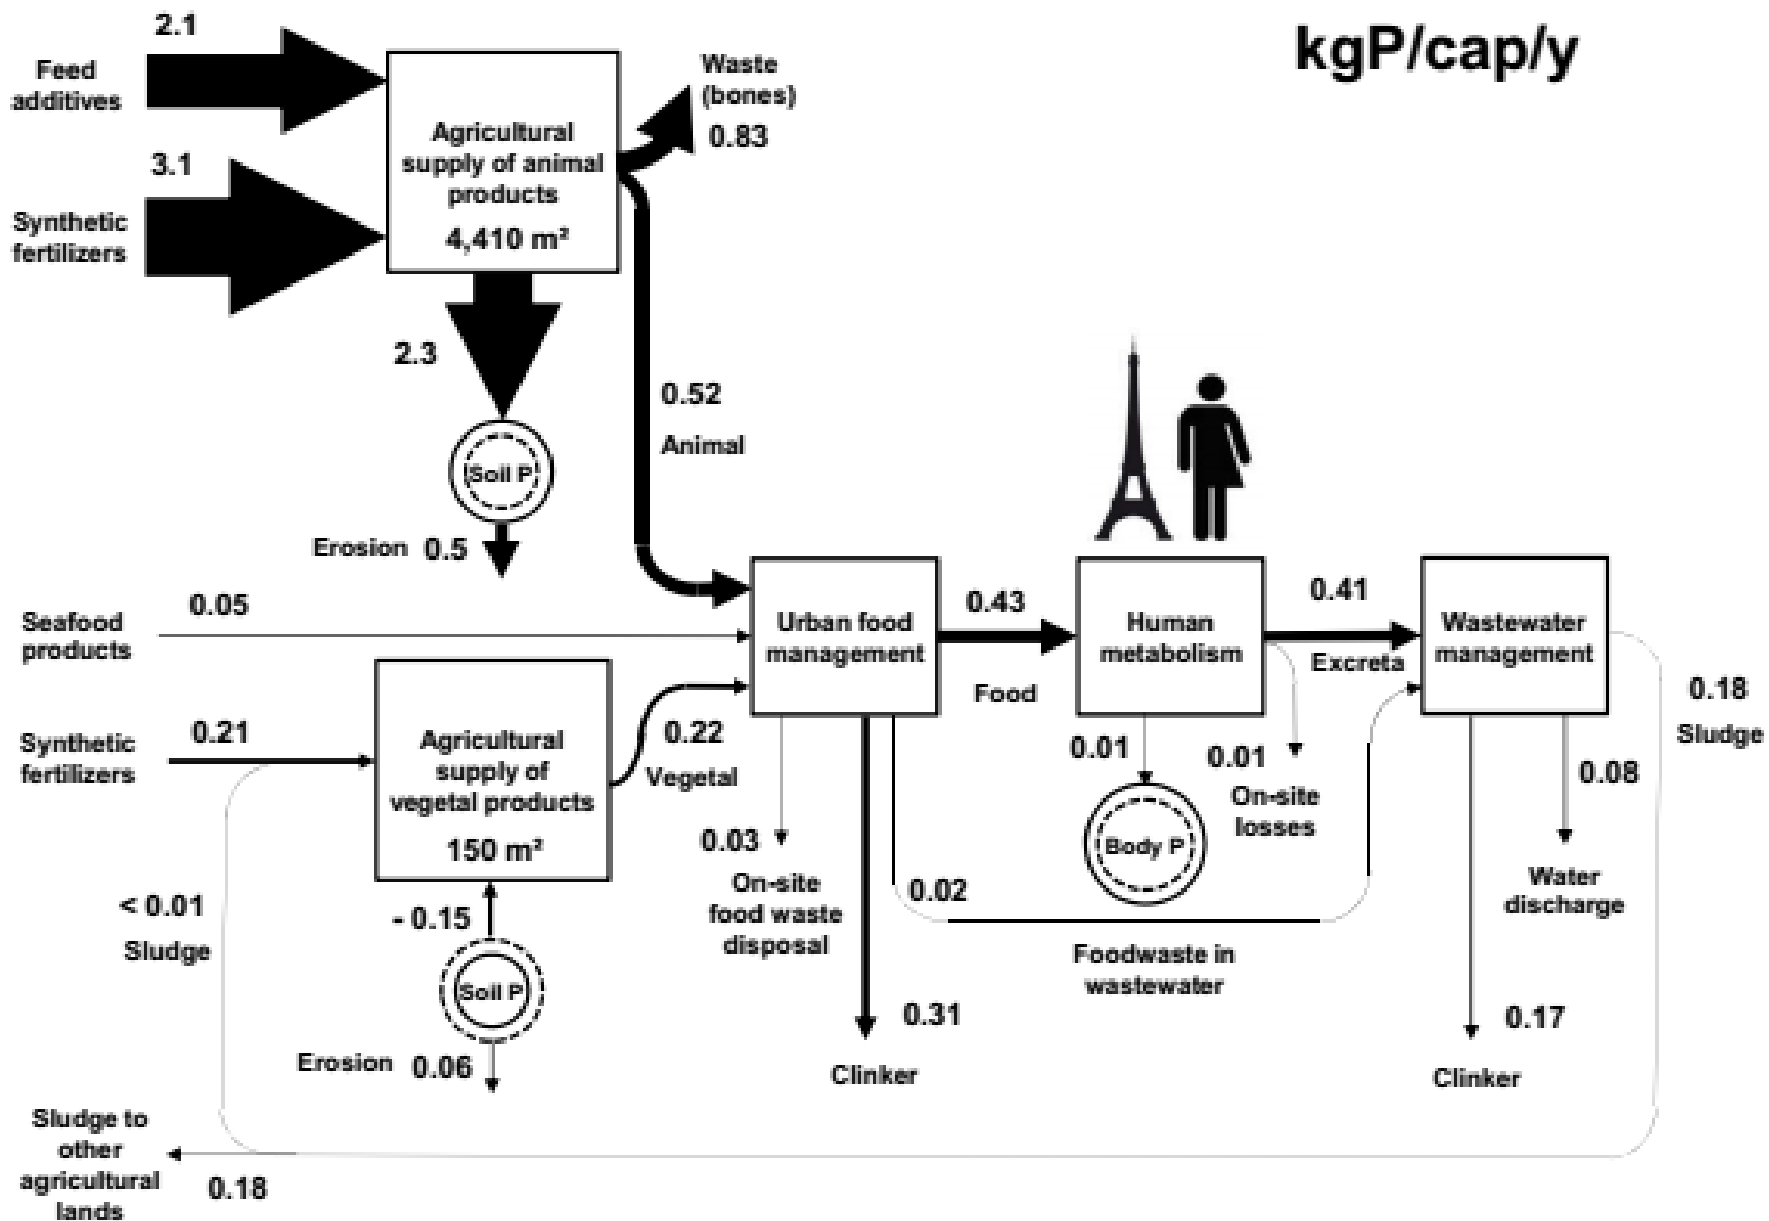 kgP/cap/y
2.1
Feed
additives
3.1
Synthetic
fertilizers
Agricultural
supply of animal
products
4,410 m²
Waste
(bones)
0.83
2.3
Soil P
Erosion 0.5
0.52
Animal
Seafood
products
0.05
Synthetic
fertilizers
0.21
Agricultural
supply of
vegetal products
150 m²
0.22
Vegetal
< 0.01
Sludge
- 0.15
Soil P
Erosion 0.06
Sludge to
other
agricultural
lands
0.18
Urban food
management
0.43
Food
0.03
On-site
food waste
disposal
0.31
Clinker
0.02
Foodwaste in
wastewater
Human
metabolism
0.01
Body P
0.01
On-site
losses
0.41
Excreta
Wastewater
management
0.18
Sludge
0.08
Water
discharge
0.17
Clinker